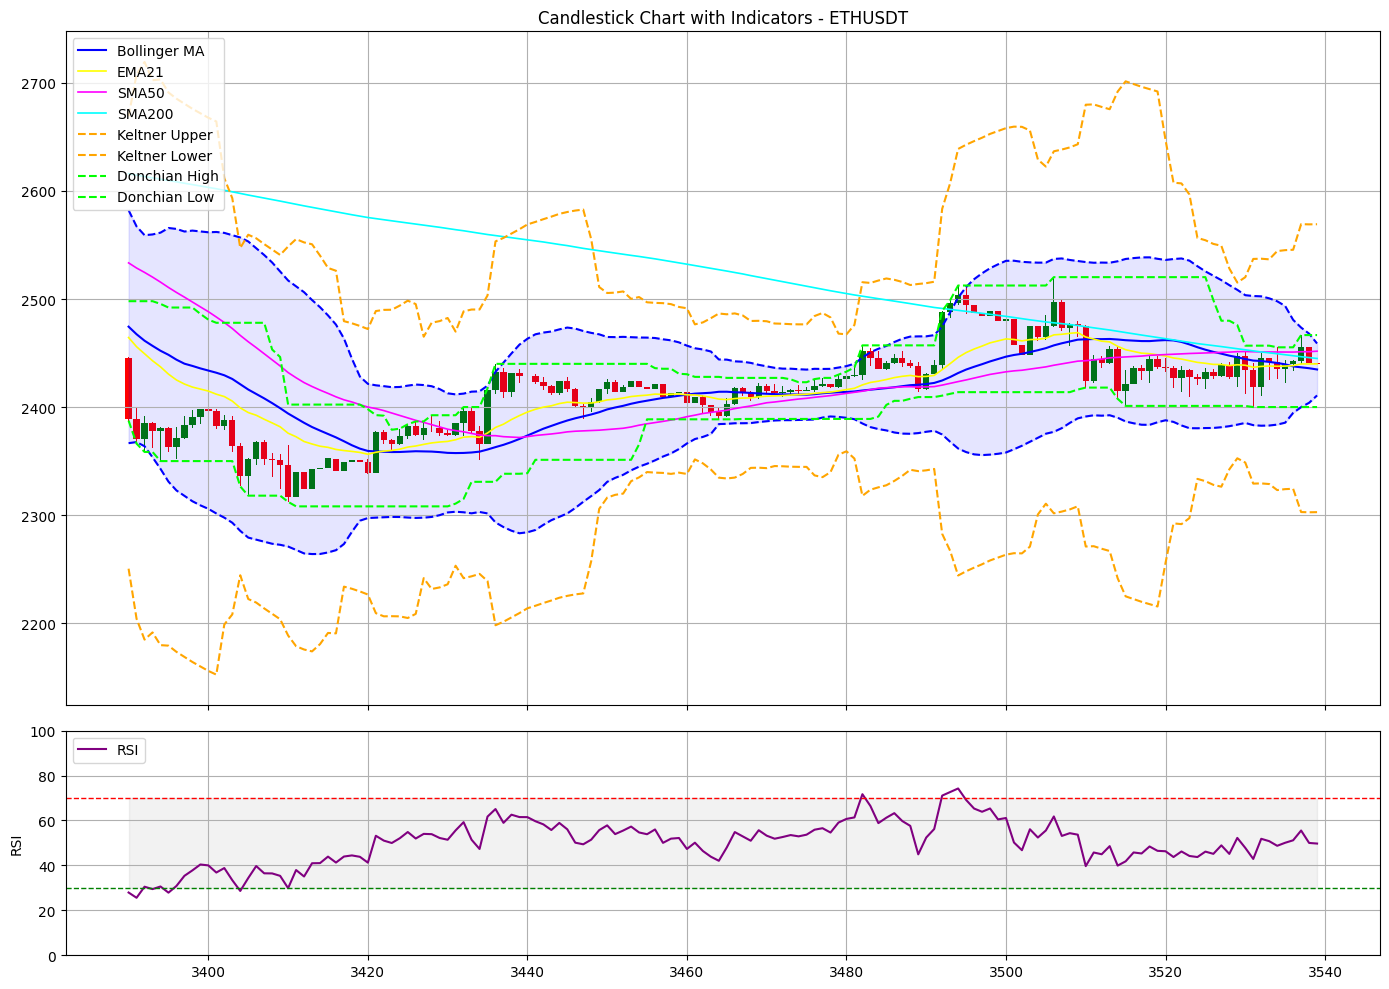 Candlestick Chart with Indicators - ETHUSDT
Bollinger MA
EMA21
SMA50
SMA200
Keltner Upper
Keltner Lower
Donchian High
Donchian Low
2700
2600
2500
2400
2300
2200
RSI
100
80
60
40
20
0
RSI
3400
3420
3440
3460
3480
3500
3520
3540